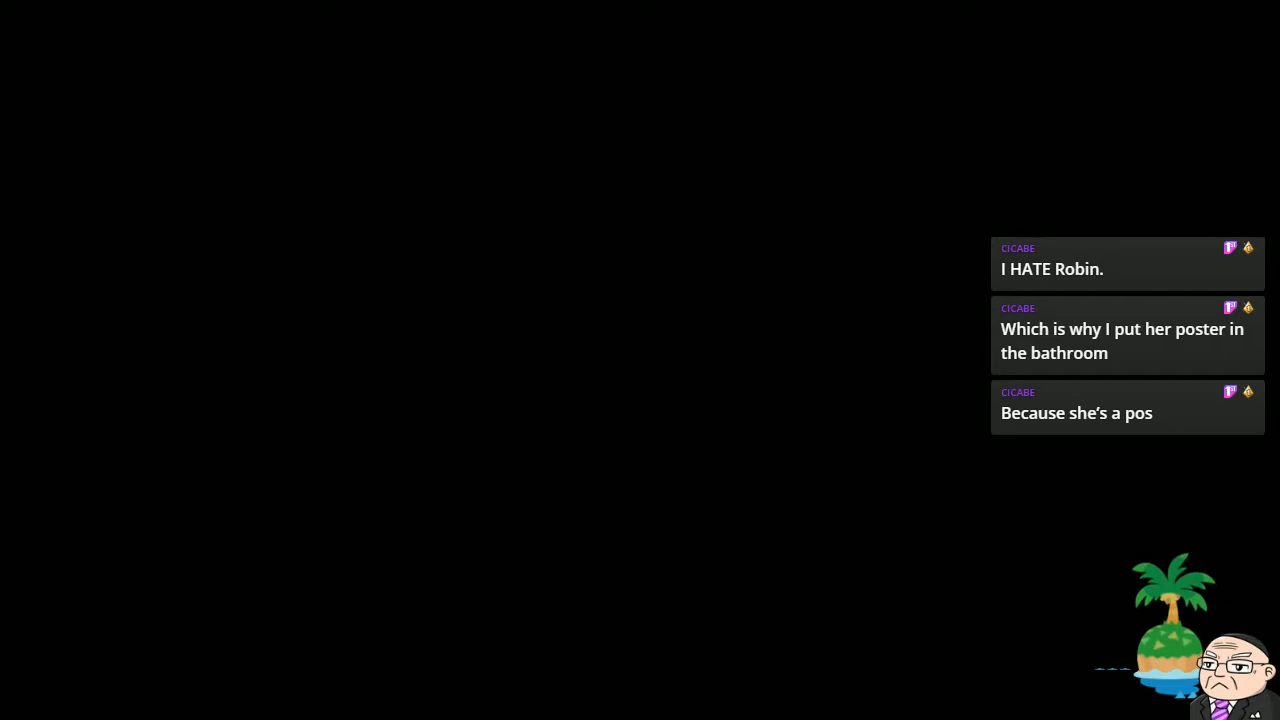 CICABE
I HATE Robin.
CICABE
Which is why I put her poster in
the bathroom
CICABE
Because she's a pos